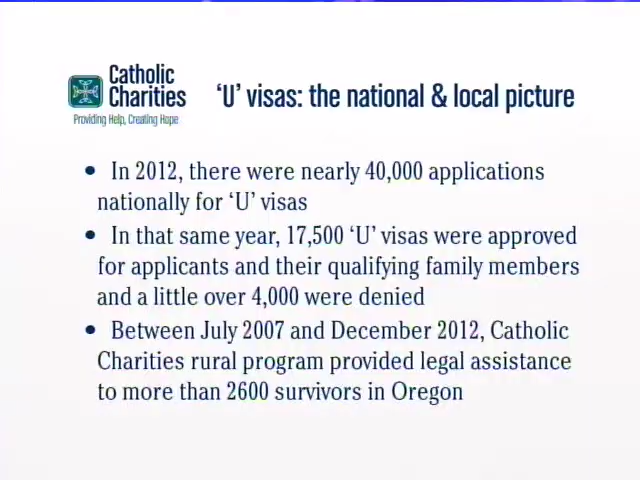 Catholic
Charities
Providing Help, Creating Hope
‘U’ visas: the national & local picture
• In 2012, there were nearly 40,000 applications
nationally for ‘U’ visas
• In that same year, 17,500 ‘U’ visas were approved
for applicants and their qualifying family members
and a little over 4,000 were denied
• Between July 2007 and December 2012, Catholic
Charities rural program provided legal assistance
to more than 2600 survivors in Oregon